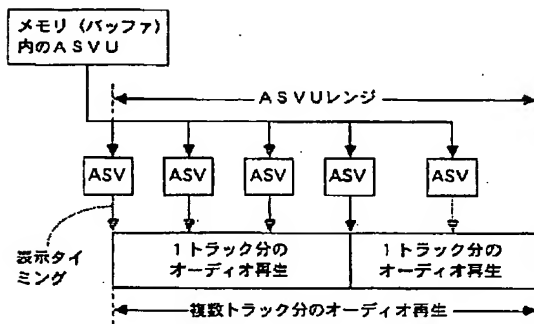 メモリ（バッファ）
内のＡＳＶＵ
ＡＳＶＵレンジ
ASV
ASV
ASV
ASV
ASV
表示タイ
ミング
１トラック分の
オーディオ再生
１トラック分の
オーディオ再生
複数トラック分のオーディオ再生